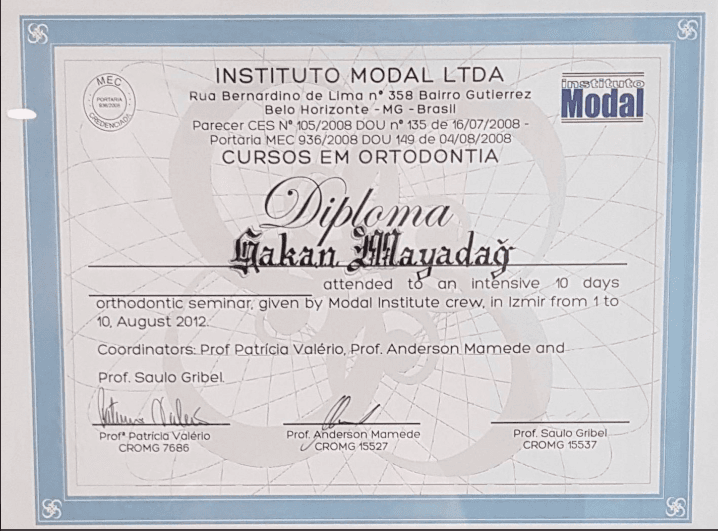 MEC
PORTARIA
936/2008
CREDENCIADA
INSTITUTO MODAL LTDA
Rua Bernardino de Lima nº 358 Bairro Gutierrez
Belo Horizonte - MG - Brasil
Parecer CES Nº 105/2008 DOU nº 135 de 16/07/2008 -
Portaria MEC 936/2008 DOU 149 de 04/08/2008
CURSOS EM ORTODONTIA
instituto
Modal
Diploma
Hakan Mayadağ
attended to an intensive 10 days
orthodontic seminar, given by Modal Institute crew, in Izmir from 1 to
10, August 2012.
Coordinators: Prof Patrícia Valério, Prof. Anderson Mamede and
Prof. Saulo Gribel.
Profª Patrícia Valério
CROMG 7686
Prof. Anderson Mamede
CROMG 15527
Prof. Saulo Gribel
CROMG 15537